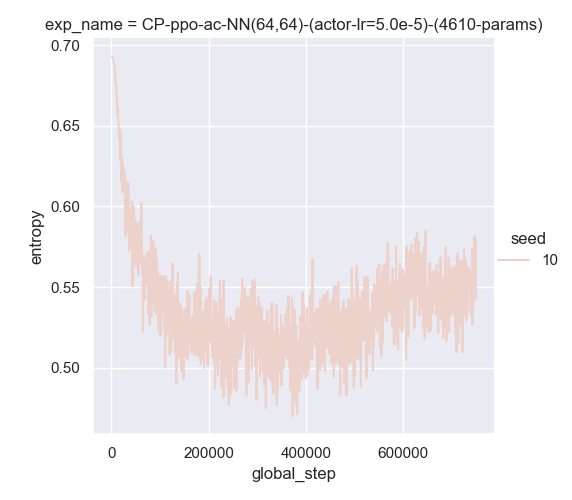 exp_name = CP-ppo-ac-NN(64,64)-(actor-lr=5.0e-5)-(4610-params)
0.70
0.65
0.60
0.55
0.50
entropy
0
200000
400000
600000
global_step
seed
10